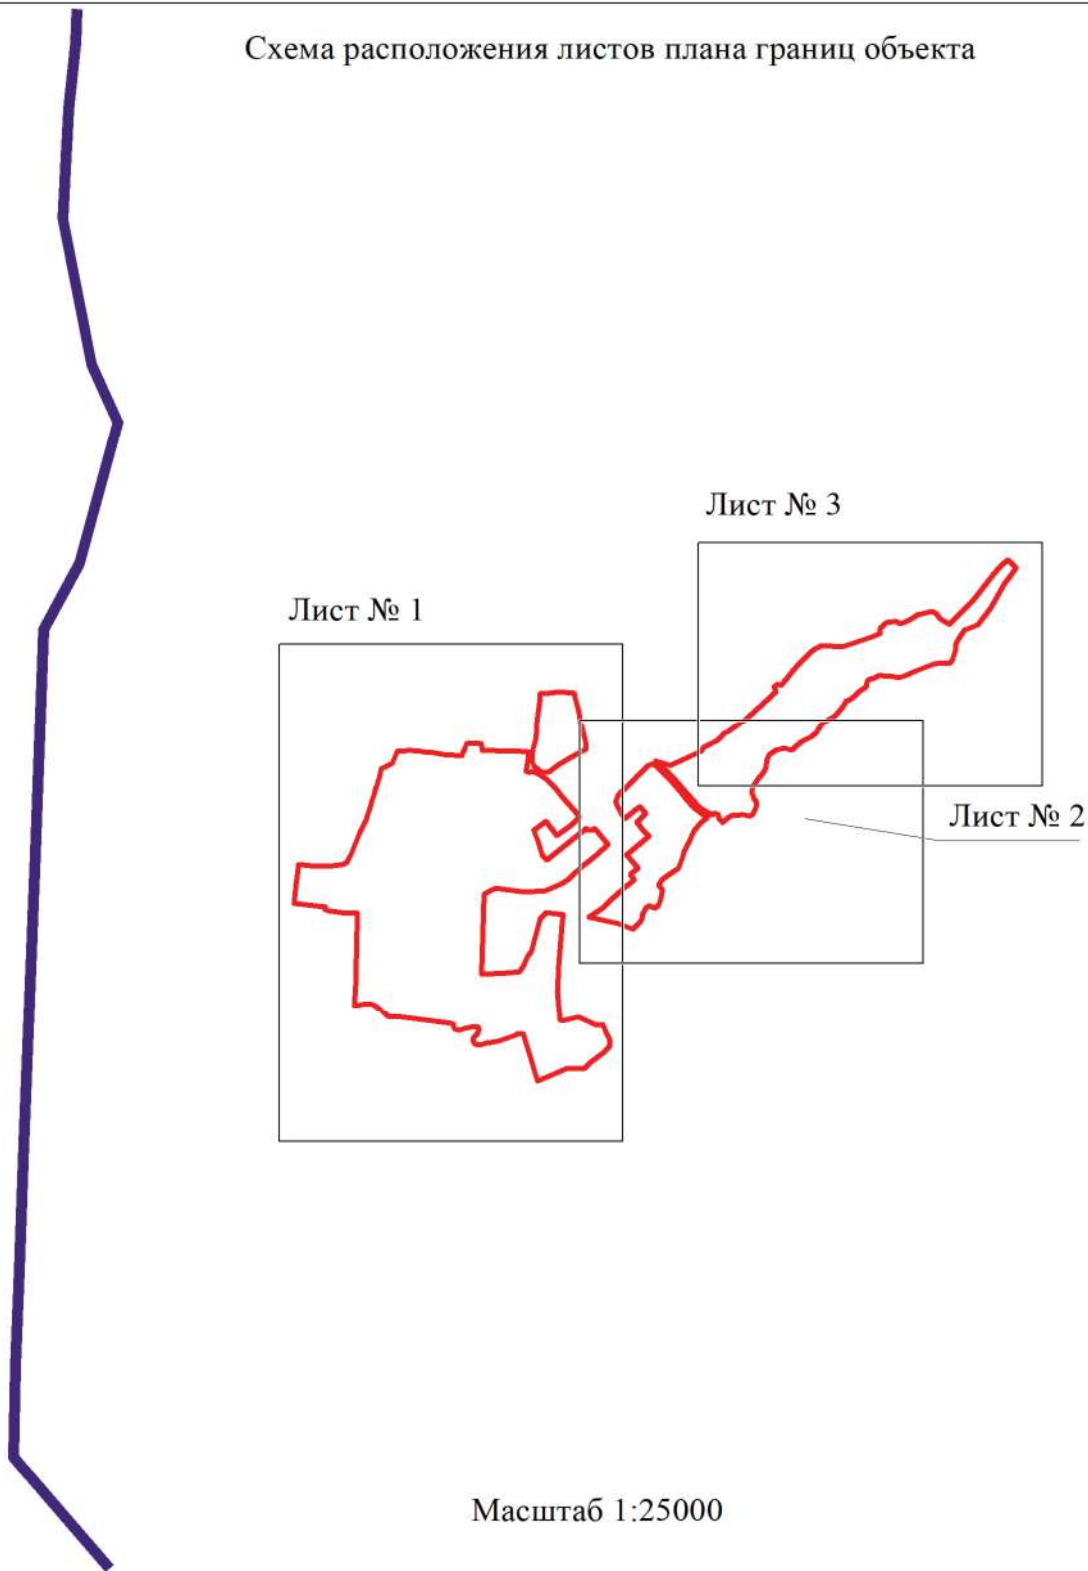 Схема расположения листов плана границ объекта
Лист № 3
Лист № 1
Лист № 2
Масштаб 1:25000